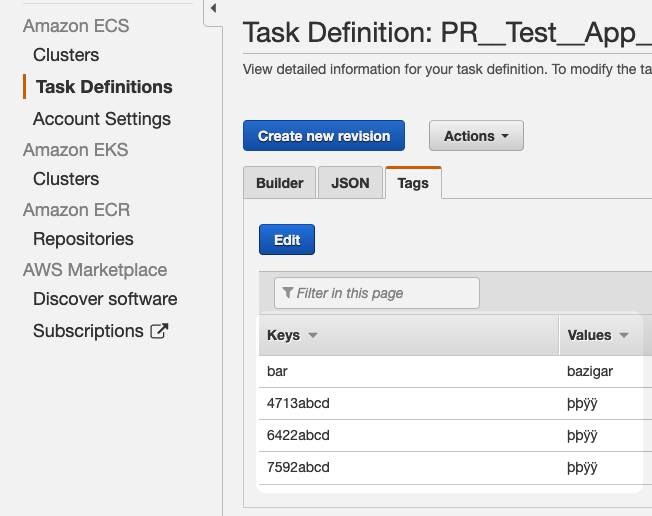 Amazon ECS
Clusters
Task Definitions
Account Settings
Amazon EKS
Clusters
Amazon ECR
Repositories
AWS Marketplace
Discover software
Subscriptions
Task Definition: PR__Test__App_
View detailed information for your task definition. To modify the ta
Create new revision Actions
Builder JSON Tags
Edit
Filter in this page
Keys Values
bar bazigar
4713abcd þþÿÿ
6422abcd þþÿÿ
7592abcd þþÿÿ